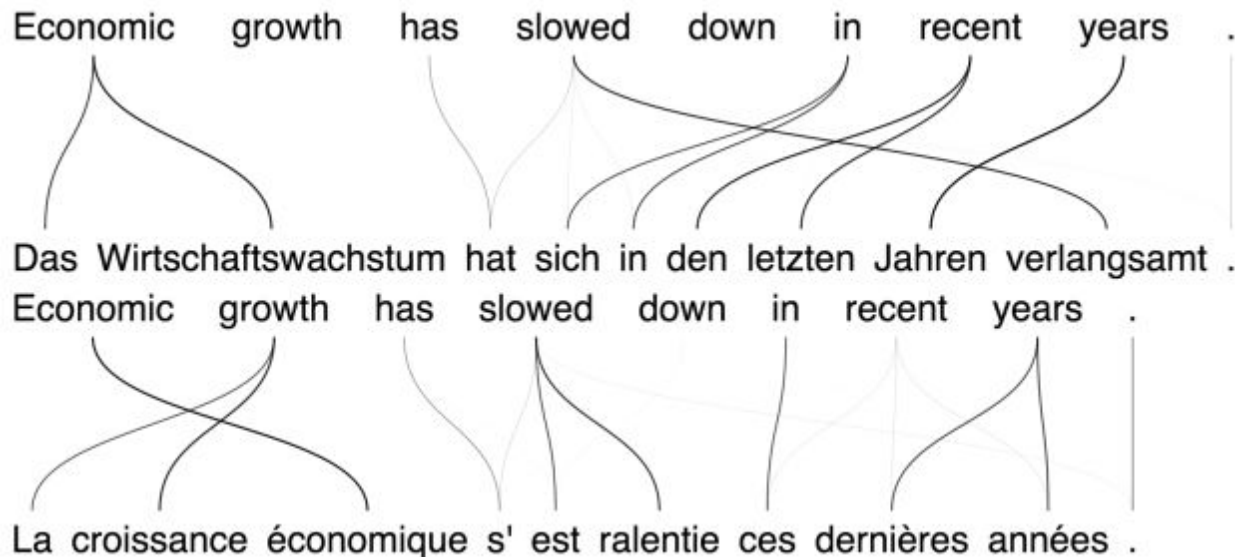 Economic growth has slowed down in recent years .
Das Wirtschaftswachstum hat sich in den letzten Jahren verlangsamt .
Economic growth has slowed down in recent years .
La croissance économique s' est ralentie ces dernières années .